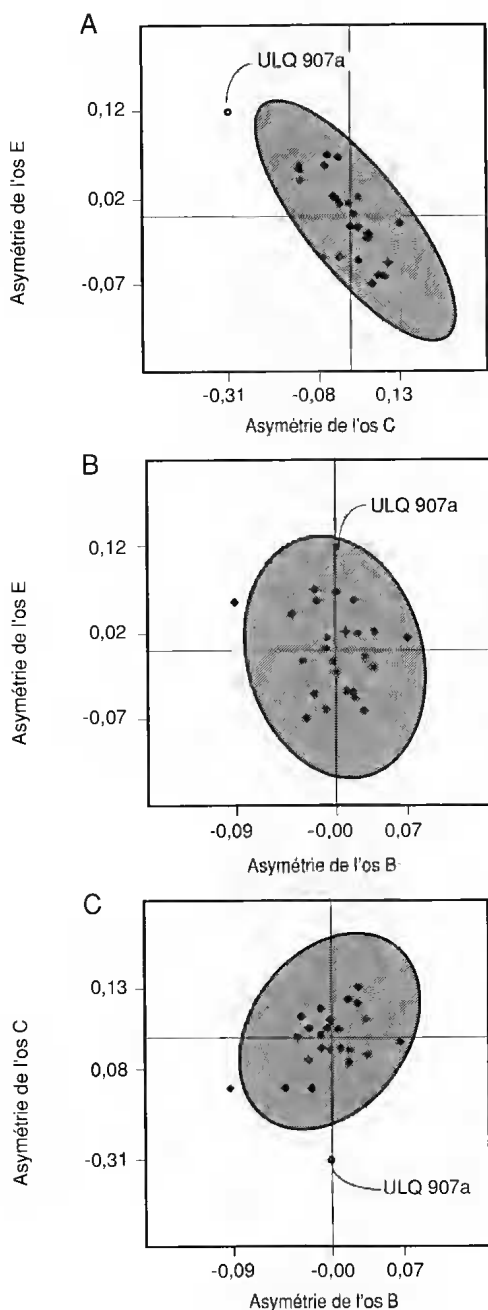 A
ULQ 907a
Asymétrie de l'os E
0,12
0,02
-0,07
-0,31
-0,08
0,13
Asymétrie de l'os C
B
ULQ 907a
Asymétrie de l'os E
0,12
0,02
-0,07
-0,09
-0,00
0,07
Asymétrie de l'os B
C
Asymétrie de l'os C
0,13
0,08
-0,31
ULQ 907a
-0,09
-0,00
0,07
Asymétrie de l'os B